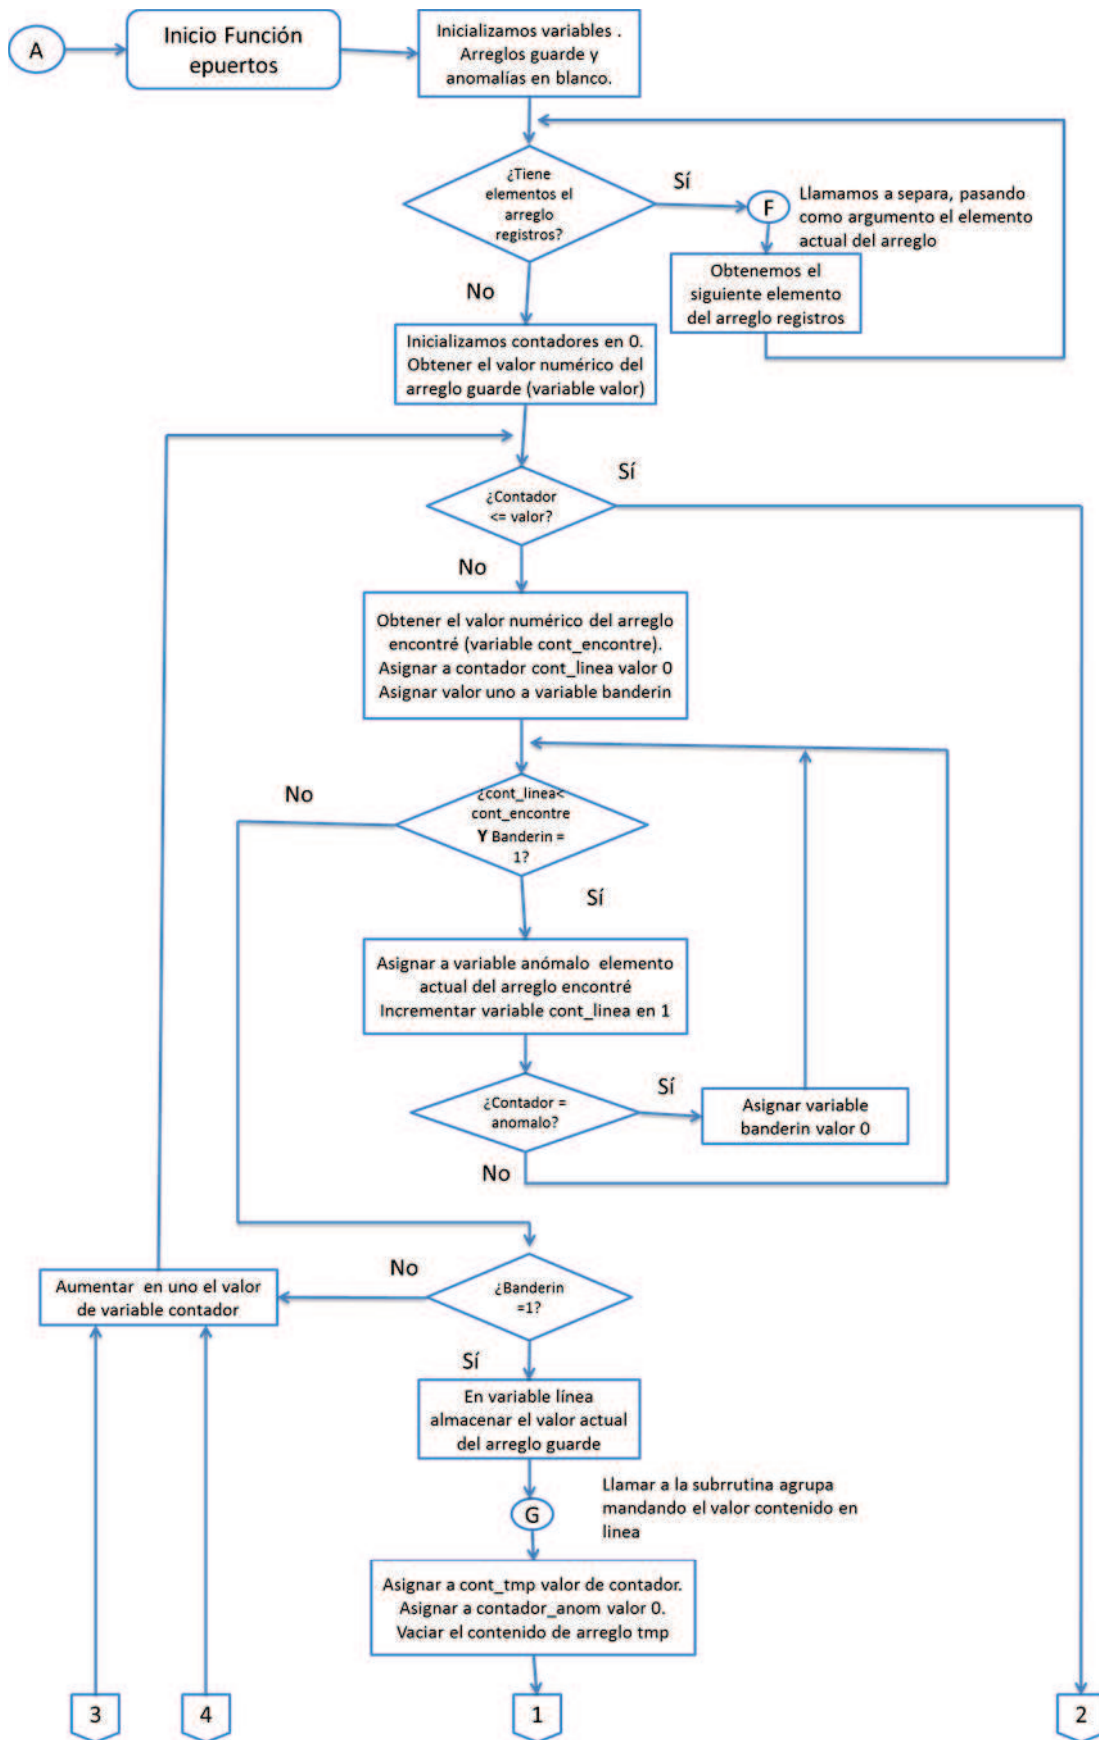 A
Inicio Función
epuertos
Inicializamos variables .
Arreglos guarde y
anomalías en blanco.
¿Tiene
elementos el
arreglo
registros?
Sí
F
Llamamos a separa, pasando
como argumento el elemento
actual del arreglo
Obtenemos el
siguiente elemento
del arreglo registros
No
Inicializamos contadores en 0.
Obtener el valor numérico del
arreglo guarde (variable valor)
¿Contador
<= valor?
Sí
No
Obtener el valor numérico del arreglo
encontré (variable cont_encontre).
Asignar a contador cont_linea valor 0
Asignar valor uno a variable banderin
¿cont_linea<
cont_encontre
Y Banderin =
1?
No
Sí
Asignar a variable anómalo elemento
actual del arreglo encontré
Incrementar variable cont_linea en 1
¿Contador =
anomalo?
Sí
Asignar variable
banderin valor 0
No
¿Banderin
=1?
No
Aumentar en uno el valor
de variable contador
Sí
En variable línea
almacenar el valor actual
del arreglo guarde
G
Llamar a la subrrutina agrupa
mandando el valor contenido en
linea
Asignar a cont_tmp valor de contador.
Asignar a contador_anom valor 0.
Vaciar el contenido de arreglo tmp
3
4
1
2